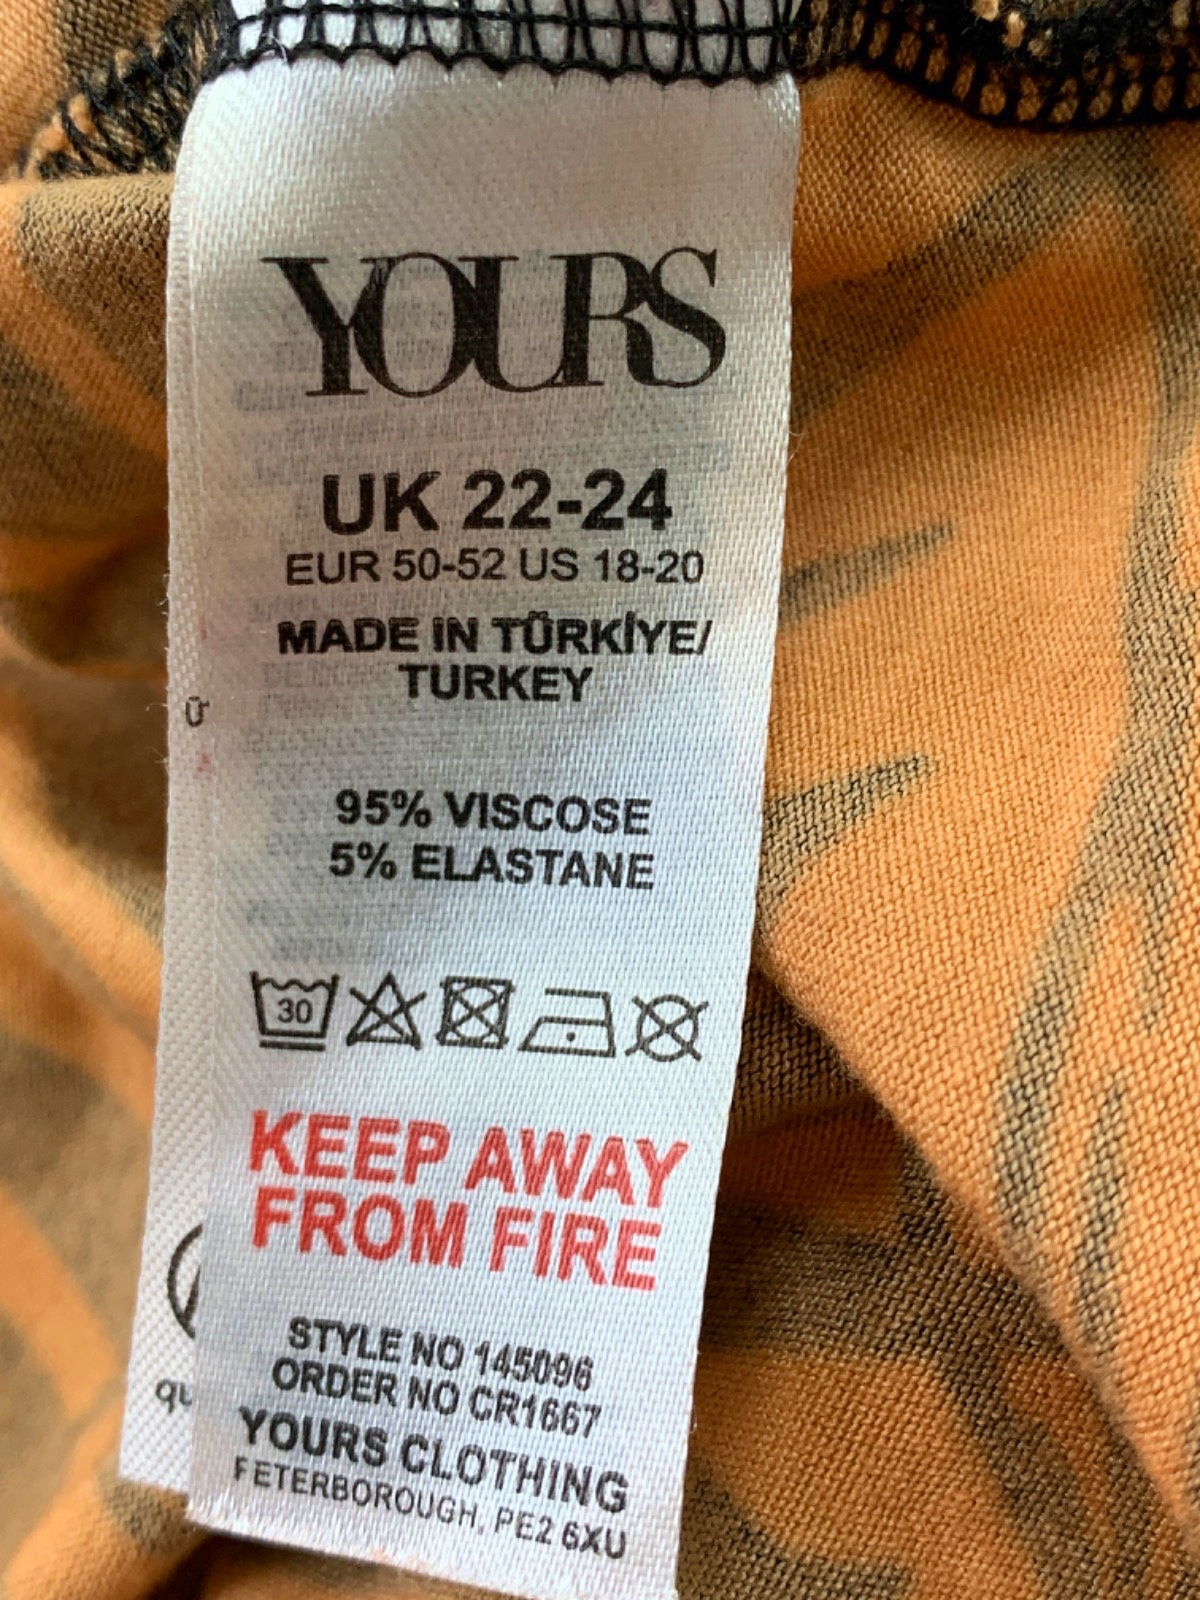 YOURS
UK 22-24
EUR 50-52 US 18-20
MADE IN TÜRKİYE/
TURKEY
95% VISCOSE
5% ELASTANE
30
KEEP AWAY
FROM FIRE
STYLE NO 145096
ORDER NO CR1667
YOURS CLOTHING
PETERBOROUGH, PE2 6XU